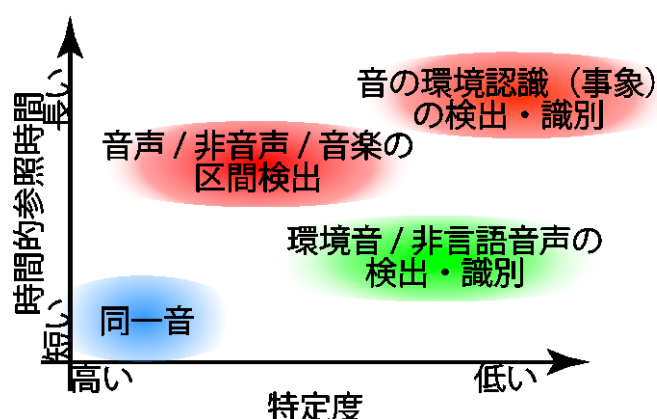 音の環境認識（事象）
の検出・識別
音声 / 非音声 / 音楽の
区間検出
環境音 / 非言語音声の
検出・識別
同一音
時間的参照時間
長い
短い
高い
低い
特定度